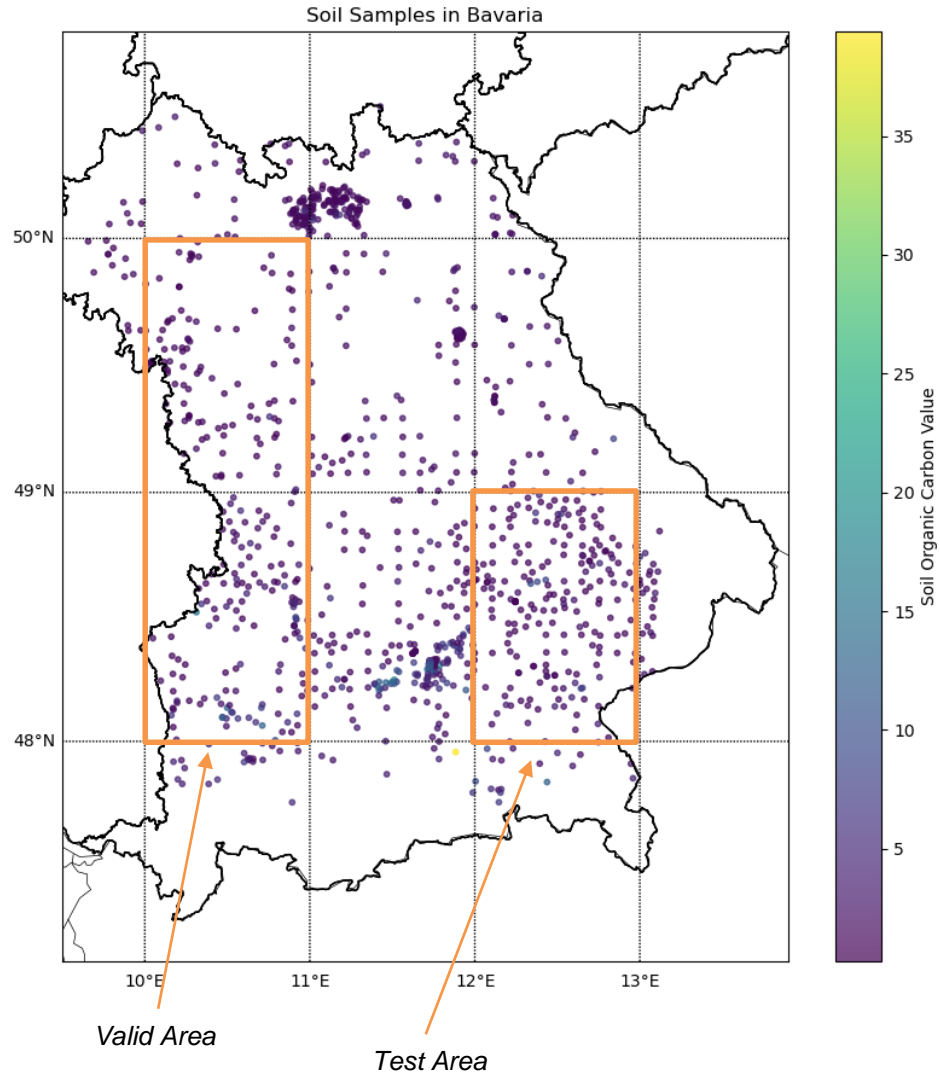 Soil Samples in Bavaria
50°N
49°N
48°N
10°E
11°E
12°E
13°E
35
30
25
20
15
10
5
Soil Organic Carbon Value
Valid Area
Test Area